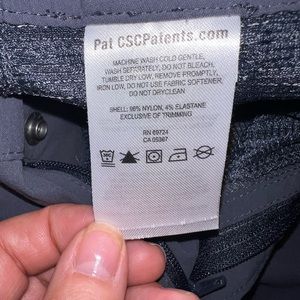 Pat CSCPatents.com
MACHINE WASH COLD GENTLE,
WASH SEPARATELY, DO NOT BLEACH,
TUMBLE DRY LOW, REMOVE PROMPTLY,
IRON LOW, DO NOT USE FABRIC SOFTENER,
DO NOT DRYCLEAN
SHELL: 96% NYLON, 4% ELASTANE
EXCLUSIVE OF TRIMMING
RN 69724
CA 05367